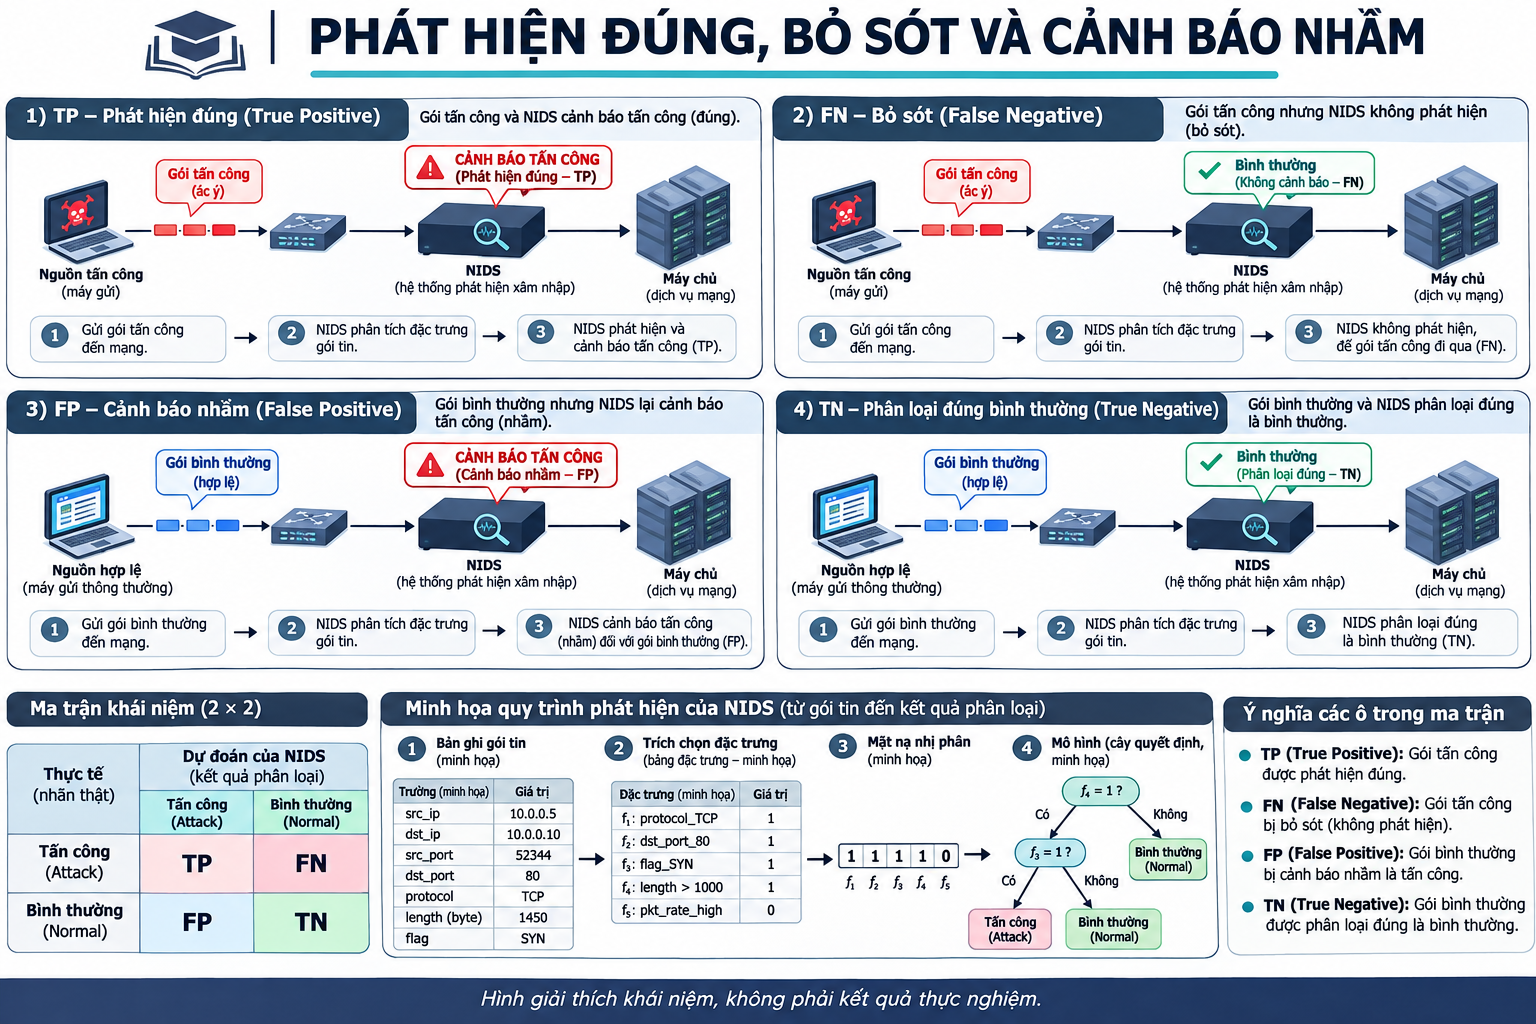 PHÁT HIỆN ĐÚNG, BỎ SÓT VÀ CẢNH BÁO NHẦM
1) TP – Phát hiện đúng (True Positive)
Gói tấn công và NIDS cảnh báo tấn công (đúng).
Gói tấn công
(ác ý)
CẢNH BÁO TẤN CÔNG
(Phát hiện đúng – TP)
Nguồn tấn công
(máy gửi)
NIDS
(hệ thống phát hiện xâm nhập)
Máy chủ
(dịch vụ mạng)
1
Gửi gói tấn công
đến mạng.
2
NIDS phân tích đặc trưng
gói tin.
3
NIDS phát hiện và
cảnh báo tấn công (TP).
2) FN – Bỏ sót (False Negative)
Gói tấn công nhưng NIDS không phát hiện
(bỏ sót).
Gói tấn công
(ác ý)
Bình thường
(Không cảnh báo – FN)
Nguồn tấn công
(máy gửi)
NIDS
(hệ thống phát hiện xâm nhập)
Máy chủ
(dịch vụ mạng)
1
Gửi gói tấn công
đến mạng.
2
NIDS phân tích đặc trưng
gói tin.
3
NIDS không phát hiện,
để gói tấn công đi qua (FN).
3) FP – Cảnh báo nhầm (False Positive)
Gói bình thường nhưng NIDS lại cảnh báo
tấn công (nhầm).
Gói bình thường
(hợp lệ)
CẢNH BÁO TẤN CÔNG
(Cảnh báo nhầm – FP)
Nguồn hợp lệ
(máy gửi thông thường)
NIDS
(hệ thống phát hiện xâm nhập)
Máy chủ
(dịch vụ mạng)
1
Gửi gói bình thường
đến mạng.
2
NIDS phân tích đặc trưng
gói tin.
3
NIDS cảnh báo tấn công
(nhầm) đối với gói bình thường (FP).
4) TN – Phân loại đúng bình thường (True Negative)
Gói bình thường và NIDS phân loại đúng
là bình thường.
Gói bình thường
(hợp lệ)
Bình thường
(Phân loại đúng – TN)
Nguồn hợp lệ
(máy gửi thông thường)
NIDS
(hệ thống phát hiện xâm nhập)
Máy chủ
(dịch vụ mạng)
1
Gửi gói bình thường
đến mạng.
2
NIDS phân tích đặc trưng
gói tin.
3
NIDS phân loại đúng
là bình thường (TN).
Ma trận khái niệm (2 × 2)
Thực tế
(nhãn thật)
Dự đoán của NIDS
(kết quả phân loại)
Tấn công
(Attack)
Bình thường
(Normal)
Tấn công
(Attack)
TP
FN
Bình thường
(Normal)
FP
TN
Minh họa quy trình phát hiện của NIDS (từ gói tin đến kết quả phân loại)
1
Bản ghi gói tin
(minh họa)
Trường (minh họa) Giá trị
src_ip 10.0.0.5
dst_ip 10.0.0.10
src_port 52344
dst_port 80
protocol TCP
length (byte) 1450
flag SYN
2
Trích chọn đặc trưng
(bảng đặc trưng – minh họa)
Đặc trưng (minh họa) Giá trị
f₁: protocol_TCP 1
f₂: dst_port_80 1
f₃: flag_SYN 1
f₄: length > 1000 1
f₅: pkt_rate_high 0
3
Mặt nạ nhị phân
(minh họa)
1 1 1 1 0
f₁ f₂ f₃ f₄ f₅
4
Mô hình (cây quyết định,
minh họa)
f₄ = 1 ?
Có
Không
f₃ = 1 ?
Bình thường
(Normal)
Có
Không
Tấn công
(Attack)
Bình thường
(Normal)
Ý nghĩa các ô trong ma trận
TP (True Positive): Gói tấn công
được phát hiện đúng.
FN (False Negative): Gói tấn công
bị bỏ sót (không phát hiện).
FP (False Positive): Gói bình thường
bị cảnh báo nhầm là tấn công.
TN (True Negative): Gói bình thường
được phân loại đúng là bình thường.
Hình giải thích khái niệm, không phải kết quả thực nghiệm.